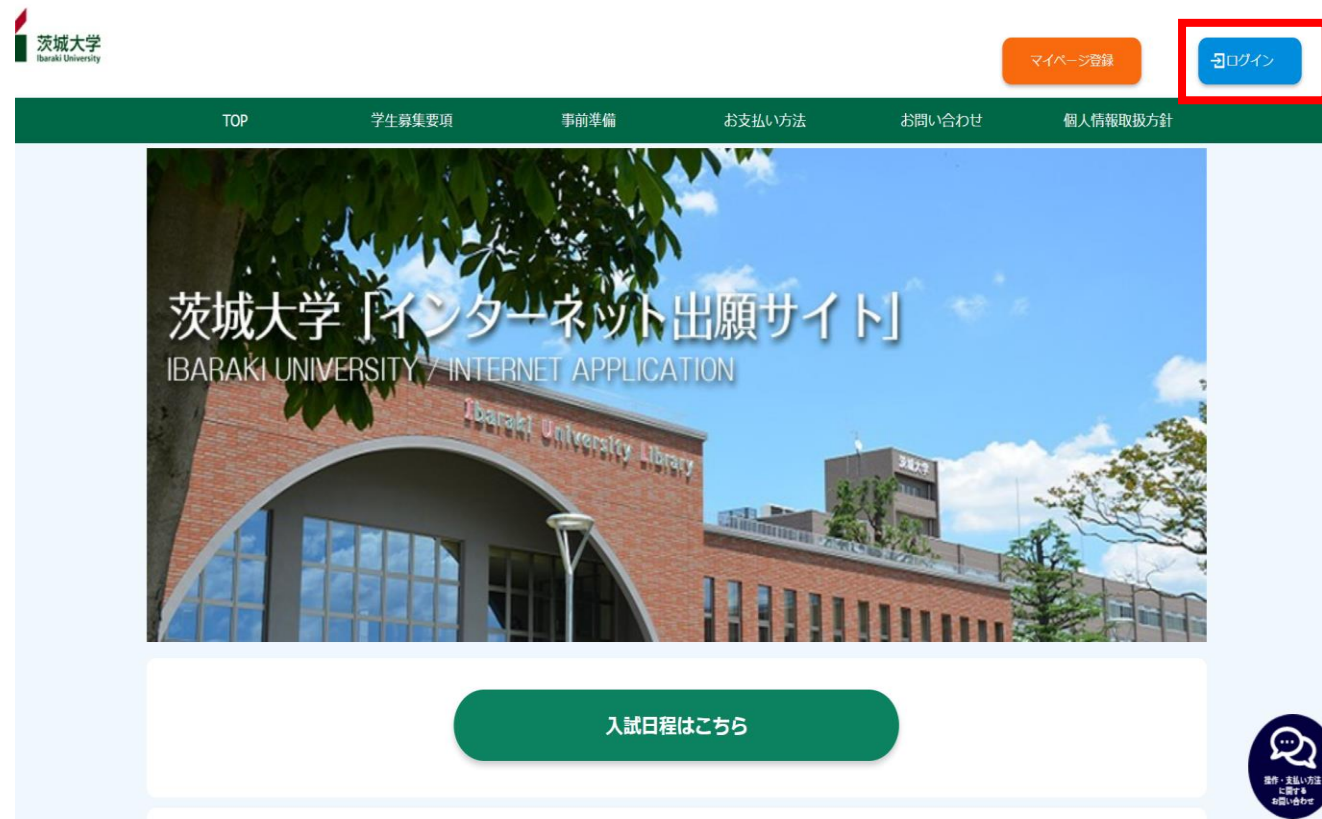 茨城大学
Ibaraki University
マイページ登録
ログイン
TOP
学生募集要項
事前準備
お支払い方法
お問い合わせ
個人情報取扱方針
茨城大学「インターネット出願サイト」
IBARAKI UNIVERSITY / INTERNET APPLICATION
Ibaraki University Library
茨城大学
入試日程はこちら
操作・支払い方法
に関する
お問い合わせ